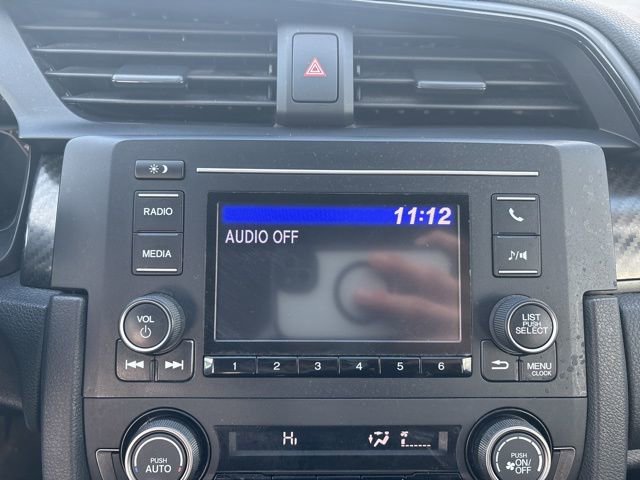 RADIO
MEDIA
11:12
AUDIO OFF
VOL
LIST
PUSH
SELECT
1 2 3 4 5 6
MENU
CLOCK
PUSH
AUTO
Hi
PUSH
ON/
OFF